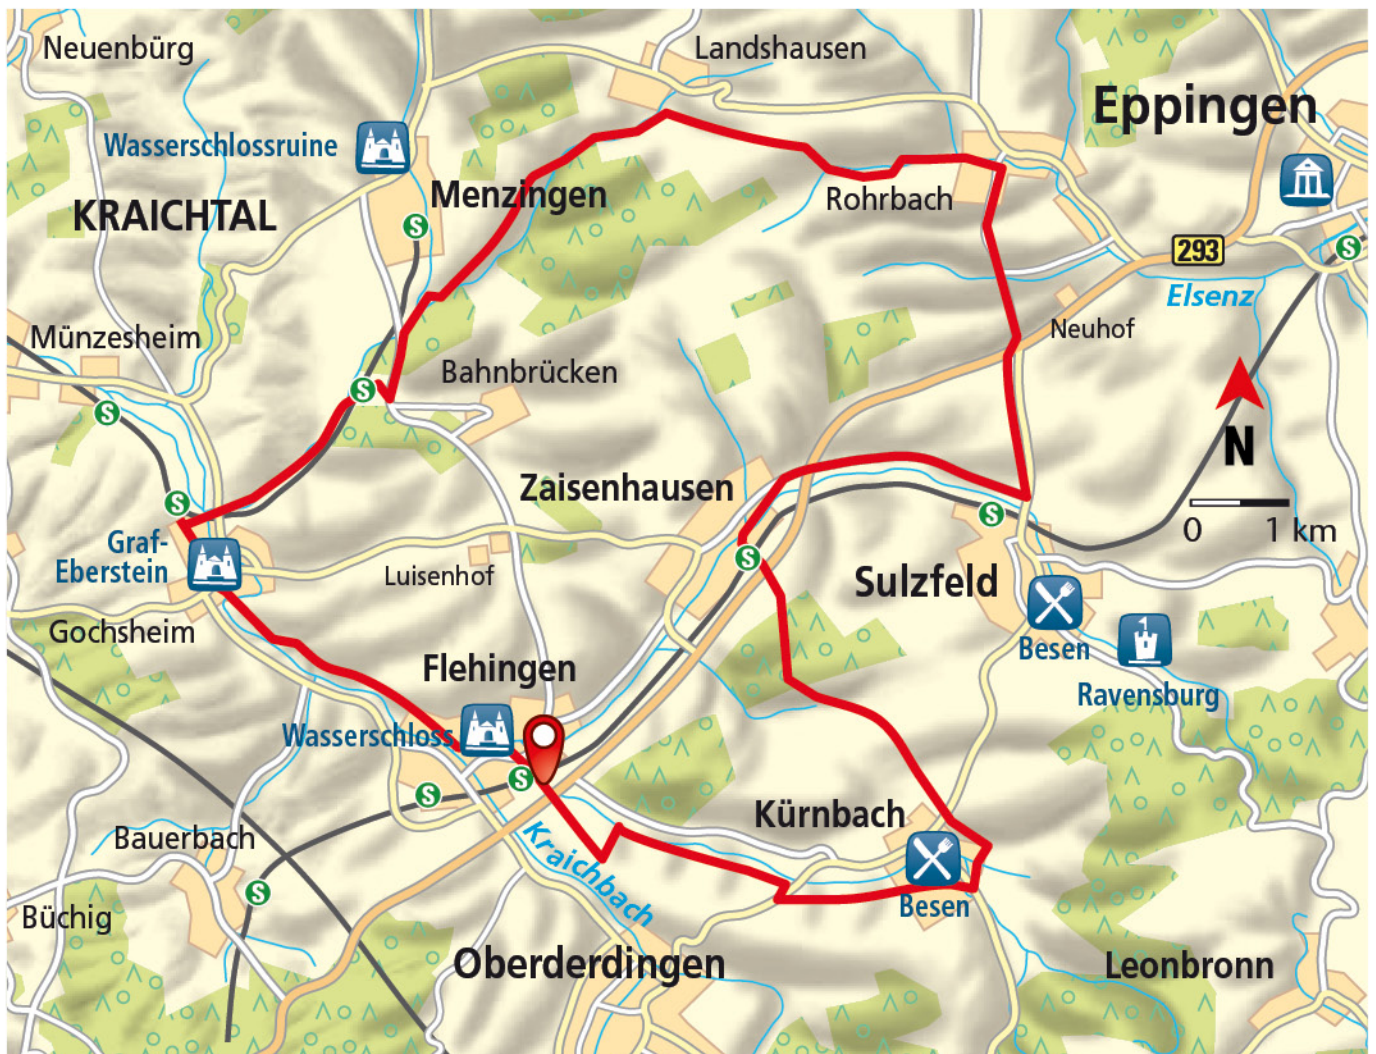 Neuenbürg
Landshausen
Eppingen
Wasserschlossruine
KRAICHTAL
Menzingen
S
Rohrbach
293
S
Elsenz
Neuhof
Münzesheim
Bahnbrücken
S
S
N
0 1 km
Zaisenhausen
S
S
Graf-
Eberstein
Luisenhof
S
Sulzfeld
Gochsheim
Besen
Ravensburg
Flehingen
Wasserschloss
S
S
Kürnbach
Bauerbach
Kraichbach
S
Besen
Büchig
Oberderdingen
Leonbronn